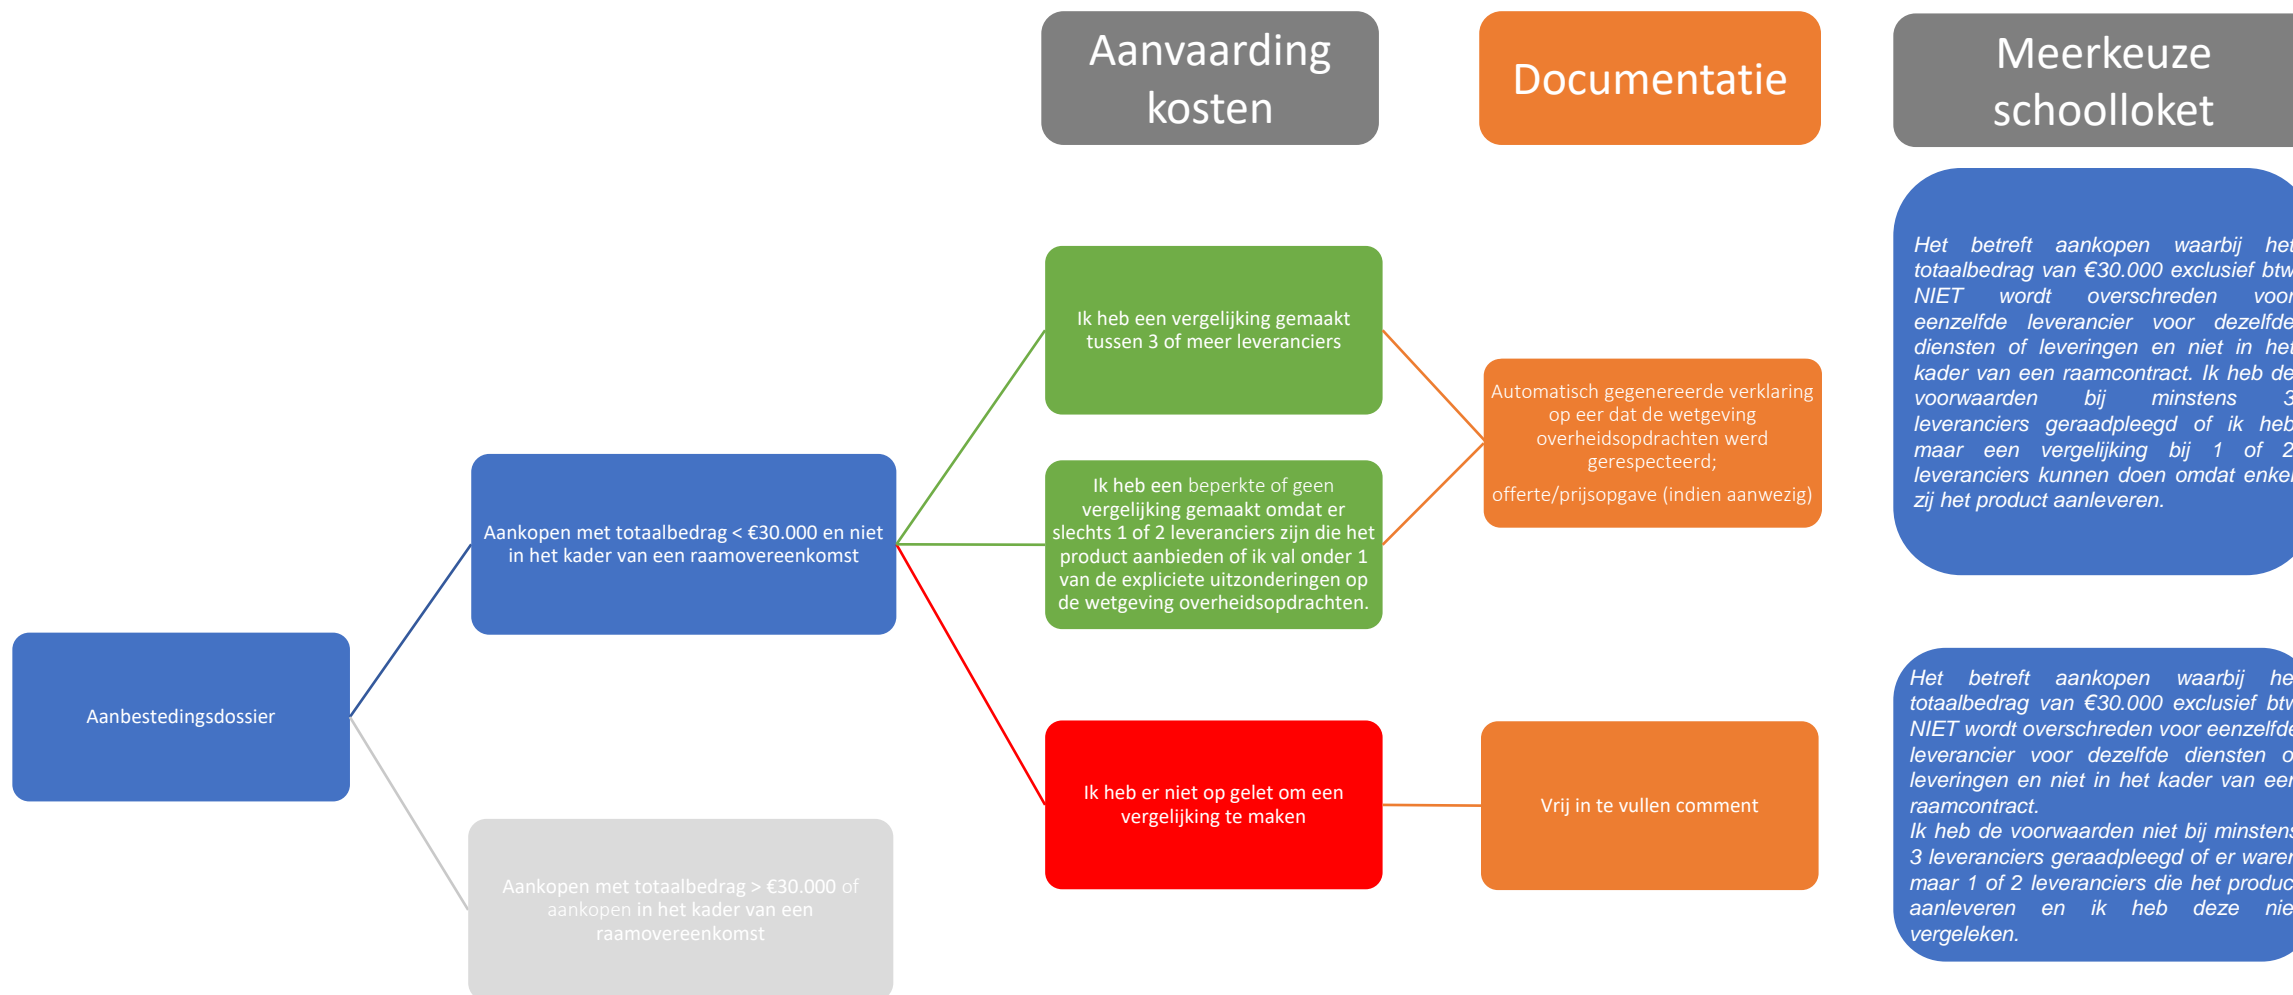 Aanvaarding
kosten
Documentatie
Meerkeuze
schoolloket
Aanbestedingsdossier
Aankopen met totaalbedrag < €30.000 en niet
in het kader van een raamovereenkomst
Aankopen met totaalbedrag > €30.000 of
aankopen in het kader van een
raamovereenkomst
Ik heb een vergelijking gemaakt
tussen 3 of meer leveranciers
Ik heb een beperkte of geen
vergelijking gemaakt omdat er
slechts 1 of 2 leveranciers zijn die het
product aanbieden of ik val onder 1
van de expliciete uitzonderingen op
de wetgeving overheidsopdrachten.
Ik heb er niet op gelet om een
vergelijking te maken
Automatisch gegenereerde verklaring
op eer dat de wetgeving
overheidsopdrachten werd
gerespecteerd;
offerte/prijsopgave (indien aanwezig)
Vrij in te vullen comment
Het betreft aankopen waarbij het
totaalbedrag van €30.000 exclusief btw
NIET wordt overschreden voor
eenzelfde leverancier voor dezelfde
diensten of leveringen en niet in het
kader van een raamcontract. Ik heb de
voorwaarden bij minstens 3
leveranciers geraadpleegd of ik heb
maar een vergelijking bij 1 of 2
leveranciers kunnen doen omdat enkel
zij het product aanleveren.
Het betreft aankopen waarbij he
totaalbedrag van €30.000 exclusief btw
NIET wordt overschreden voor eenzelfde
leverancier voor dezelfde diensten o
leveringen en niet in het kader van een
raamcontract.
Ik heb de voorwaarden niet bij minstens
3 leveranciers geraadpleegd of er waren
maar 1 of 2 leveranciers die het produc
aanleveren en ik heb deze nie
vergeleken.